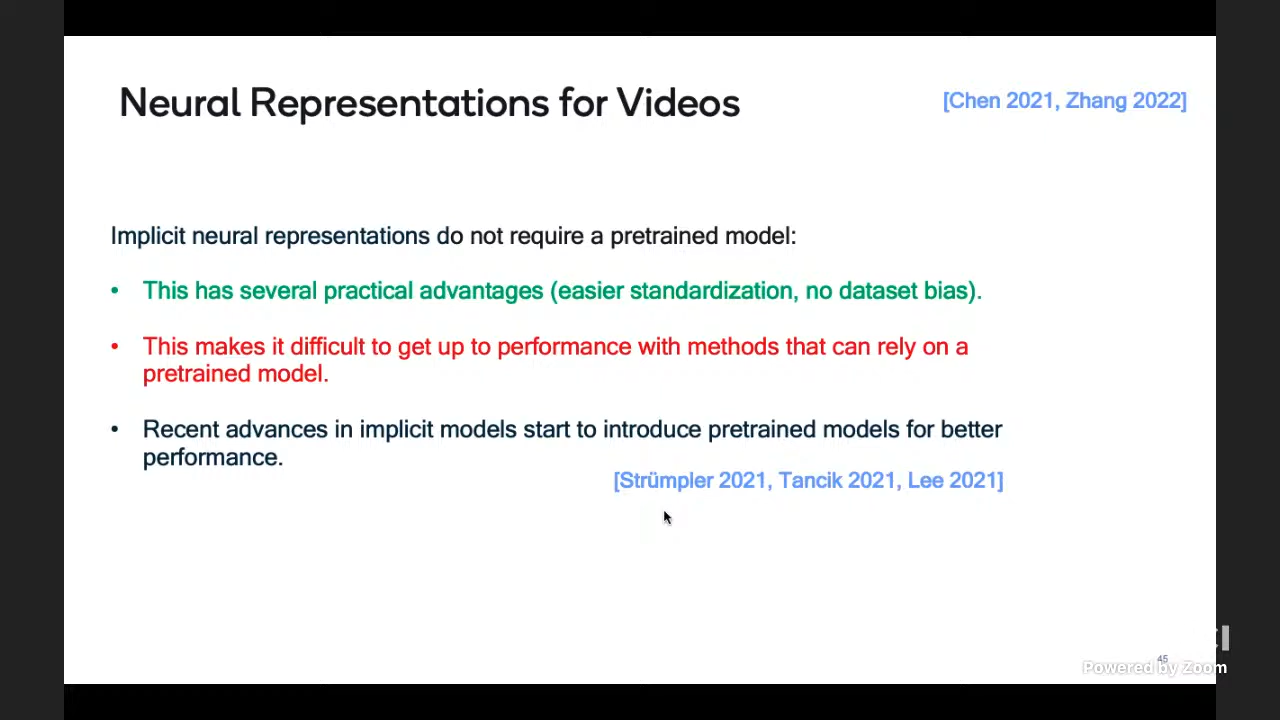 Neural Representations for Videos
[Chen 2021, Zhang 2022]
Implicit neural representations do not require a pretrained model:
• This has several practical advantages (easier standardization, no dataset bias).
• This makes it difficult to get up to performance with methods that can rely on a
pretrained model.
• Recent advances in implicit models start to introduce pretrained models for better
performance.
[Strümpler 2021, Tancik 2021, Lee 2021]
45
Powered by Zoom